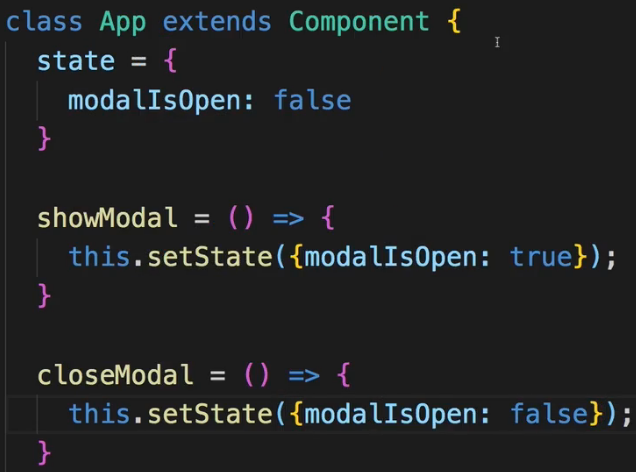 class App extends Component {
state = {
modalIsOpen: false
}
showModal = () => {
this.setState({modalIsOpen: true});
}
closeModal = () => {
this.setState({modalIsOpen: false});
}